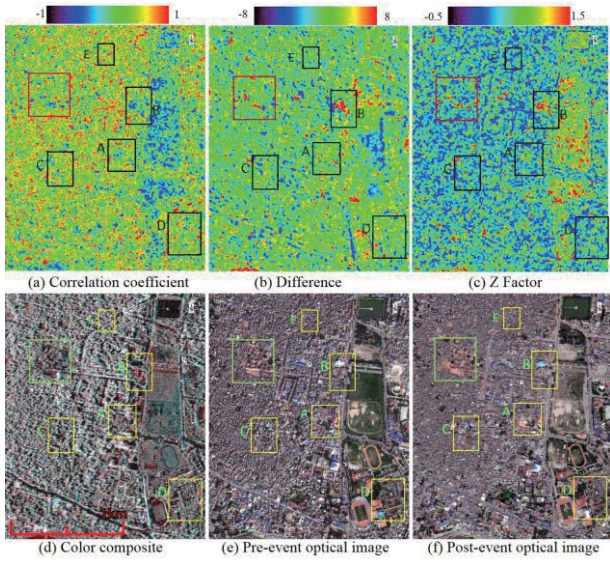 -1 1 -8 8 -0.5 1.5
E E E
B B B
A A A
C C C
D D D
(a) Correlation coefficient (b) Difference (c) Z Factor
E E
B B B
A A A
C C C
D D
(d) Color composite (e) Pre-event optical image (f) Post-event optical image